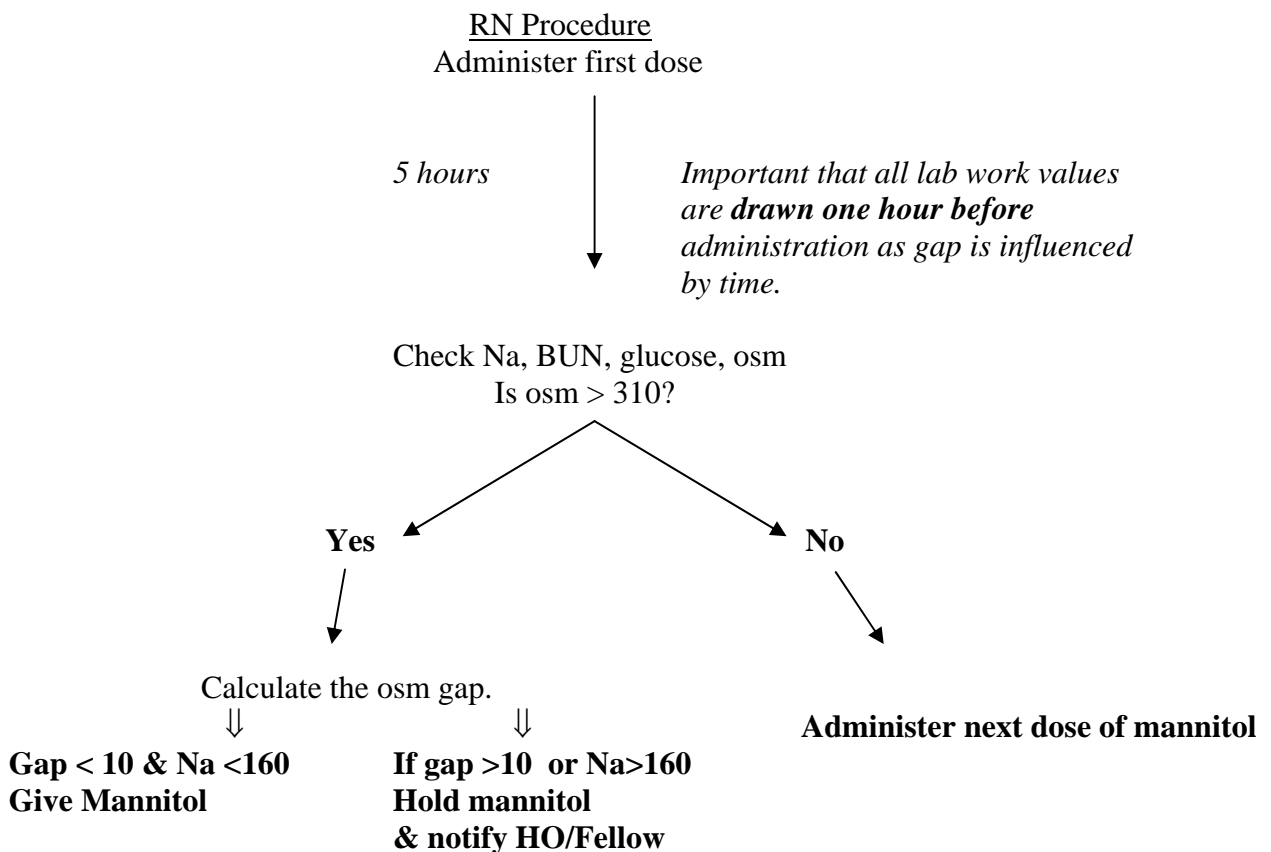 RN Procedure
Administer first dose
5 hours
Important that all lab work values
are drawn one hour before
administration as gap is influenced
by time.
Check Na, BUN, glucose, osm
Is osm > 310?
Yes
No
Calculate the osm gap.
⇓ ⇓
Administer next dose of mannitol
Gap < 10 & Na <160
Give Mannitol
If gap >10 or Na>160
Hold mannitol
& notify HO/Fellow